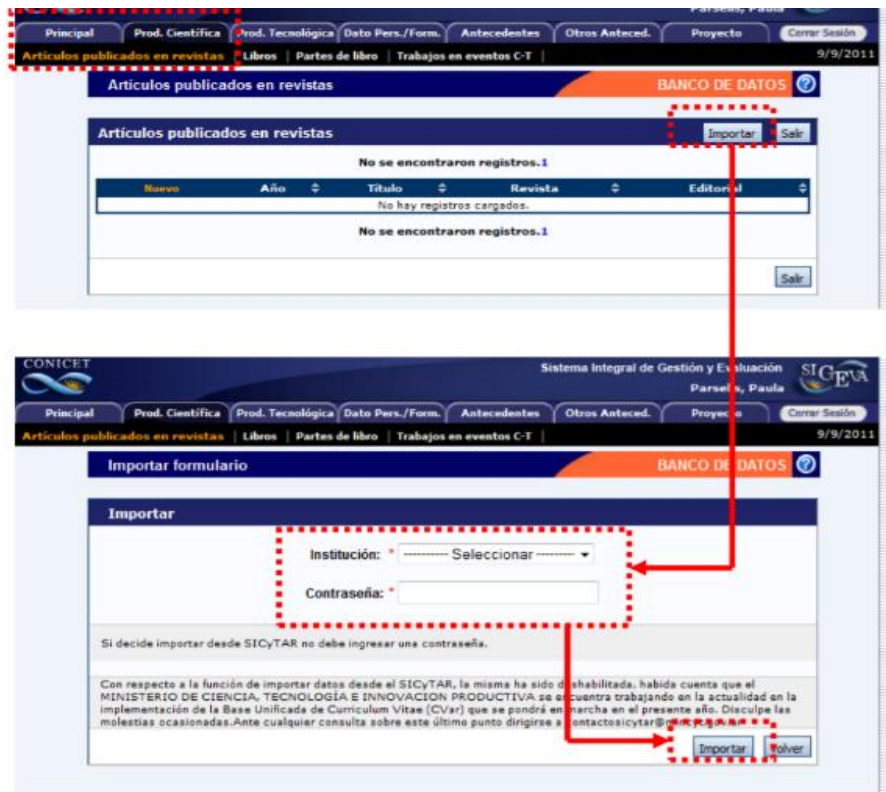 Parselis, Paula
Principal Prod. Científica Prod. Tecnológica Dato Pers./Form. Antecedentes Otros Anteced. Proyecto Cerrar Sesión
Artículos publicados en revistas | Libros | Partes de libro | Trabajos en eventos C-T | 9/9/2011
Artículos publicados en revistas BANCO DE DATOS ?
Artículos publicados en revistas Importar Salir
No se encontraron registros.1
Nuevo Año Título Revista Editorial
No hay registros cargados.
No se encontraron registros.1
Salir
CONICET
Sistema Integral de Gestión y Evaluación SIGEVA
Parselis, Paula
Principal Prod. Científica Prod. Tecnológica Dato Pers./Form. Antecedentes Otros Anteced. Proyecto Cerrar Sesión
Artículos publicados en revistas | Libros | Partes de libro | Trabajos en eventos C-T | 9/9/2011
Importar formulario BANCO DE DATOS ?
Importar
Institución: * ---------- Seleccionar ----------
Contraseña: *
Si decide importar desde SICyTAR no debe ingresar una contraseña.
Con respecto a la función de importar datos desde el SICyTAR, la misma ha sido deshabilitada, habida cuenta que el
MINISTERIO DE CIENCIA, TECNOLOGÍA E INNOVACION PRODUCTIVA se encuentra trabajando en la actualidad en la
implementación de la Base Unificada de Curriculum Vitae (CVar) que se pondrá en marcha en el presente año. Disculpe las
molestias ocasionadas.Ante cualquier consulta sobre este último punto dirigirse a contactosicytar@mincyt.gov.ar
Importar Volver